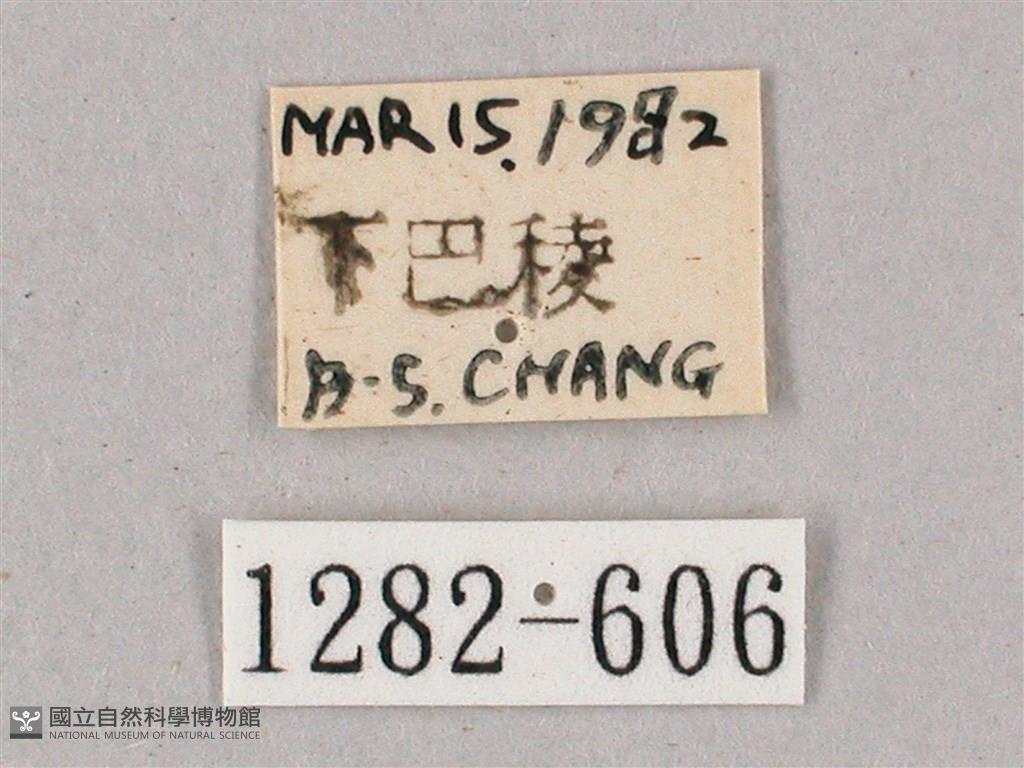 MAR 15. 1982
下巴稜
B-S. CHANG
1282-606
國立自然科學博物館
NATIONAL MUSEUM OF NATURAL SCIENCE